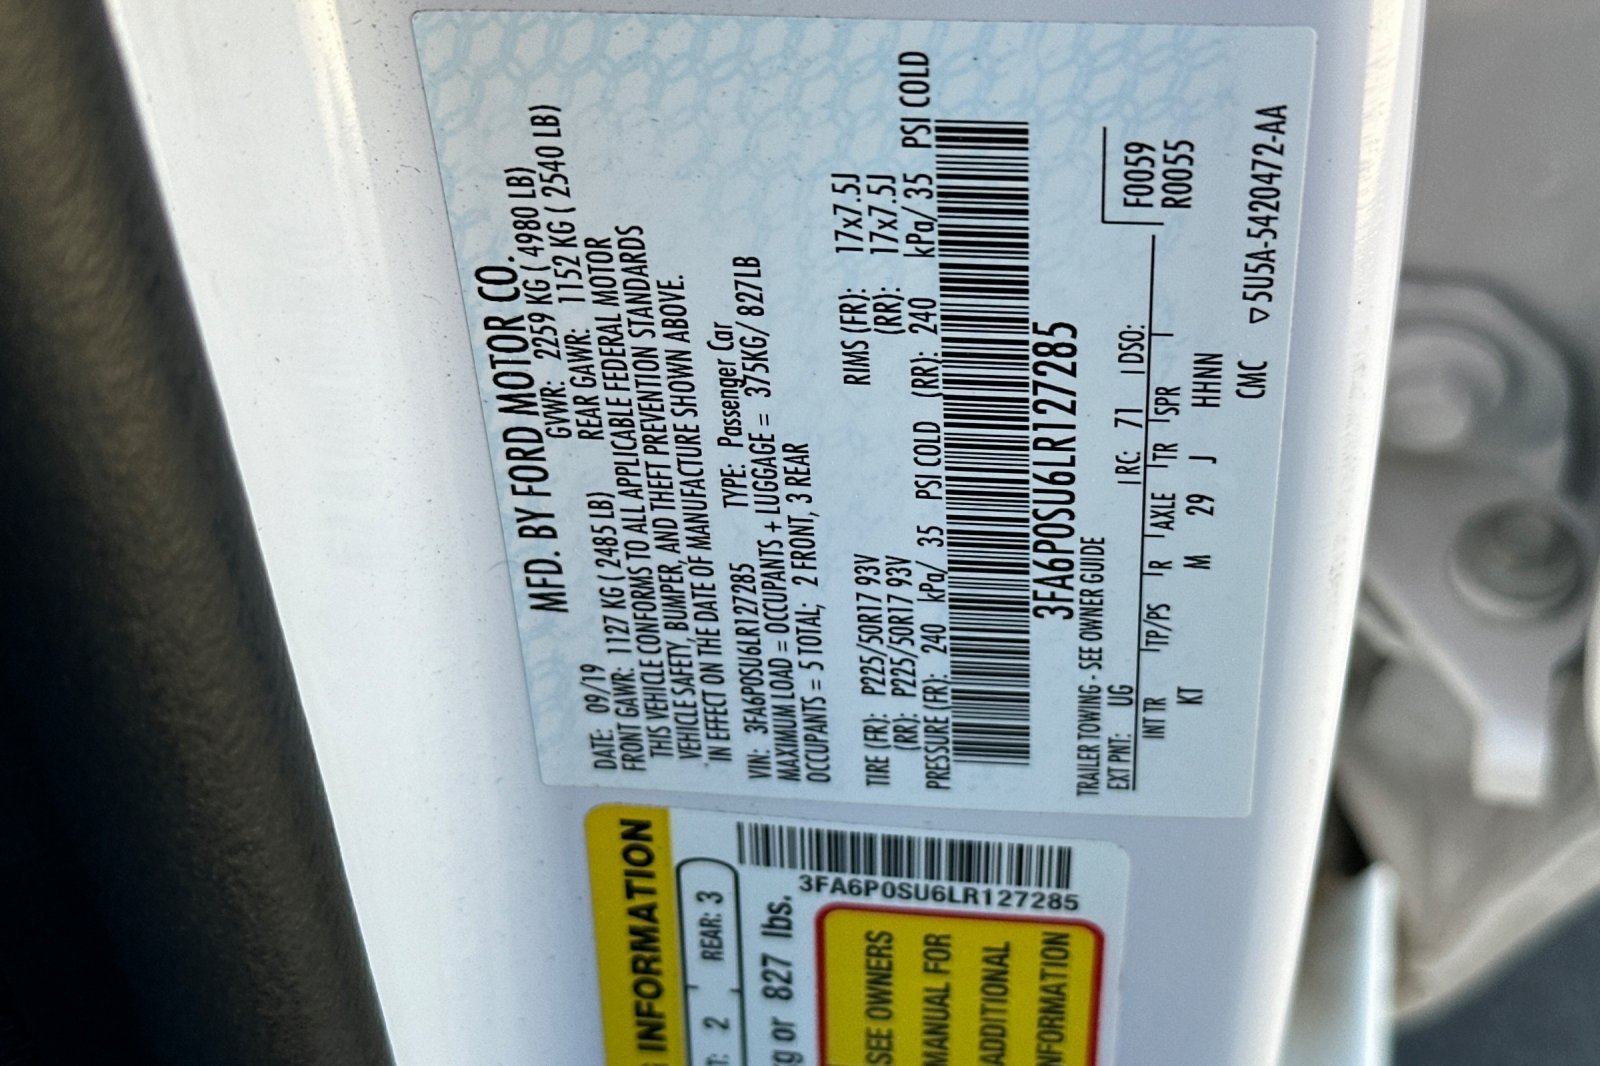 MFD. BY FORD MOTOR CO.
DATE: 09/19 GVWR: 2259 KG ( 4980 LB)
FRONT GAWR: 1127 KG ( 2485 LB) REAR GAWR: 1152 KG ( 2540 LB)
THIS VEHICLE CONFORMS TO ALL APPLICABLE FEDERAL MOTOR
VEHICLE SAFETY, BUMPER, AND THEFT PREVENTION STANDARDS
IN EFFECT ON THE DATE OF MANUFACTURE SHOWN ABOVE.
VIN: 3FA6P0SU6LR127285 TYPE: Passenger Car
MAXIMUM LOAD = OCCUPANTS + LUGGAGE = 375KG/ 827LB
OCCUPANTS = 5 TOTAL; 2 FRONT, 3 REAR
TIRE (FR): P225/50R17 93V RIMS (FR): 17x7.5J
(RR): P225/50R17 93V (RR): 17x7.5J
PRESSURE (FR): 240 kPa/ 35 PSI COLD (RR): 240 kPa/ 35 PSI COLD
3FA6P0SU6LR127285
TRAILER TOWING - SEE OWNER GUIDE
EXT PNT: UG RC: 71 DSO: F0059
R0055
INT TR TP/PS R AXLE TR SPR
KT M 29 J HHNN
CMC ▽5U5A-5420472-AA
INFORMATION
2 REAR: 3
kg or 827 lbs.
3FA6P0SU6LR127285
SEE OWNERS
MANUAL FOR
ADDITIONAL
INFORMATION